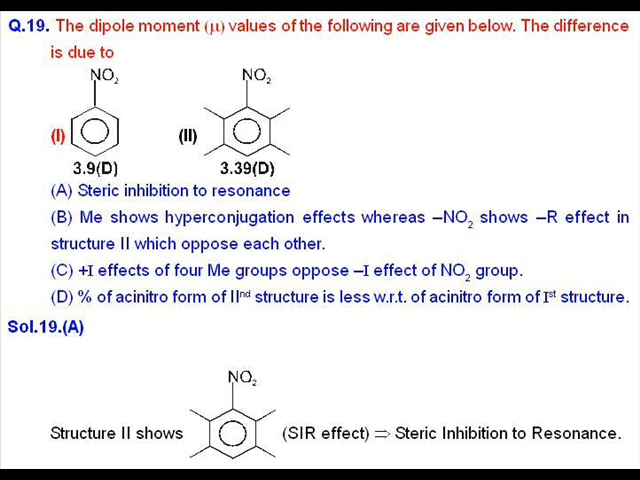 Q.19. The dipole moment (μ) values of the following are given below. The difference
is due to
NO₂ NO₂
(I) (II)
3.9(D) 3.39(D)
(A) Steric inhibition to resonance
(B) Me shows hyperconjugation effects whereas –NO₂ shows –R effect in
structure II which oppose each other.
(C) +I effects of four Me groups oppose –I effect of NO₂ group.
(D) % of acinitro form of IIⁿᵈ structure is less w.r.t. of acinitro form of Iˢᵗ structure.
Sol.19.(A)
NO₂
Structure II shows (SIR effect) ⇒ Steric Inhibition to Resonance.